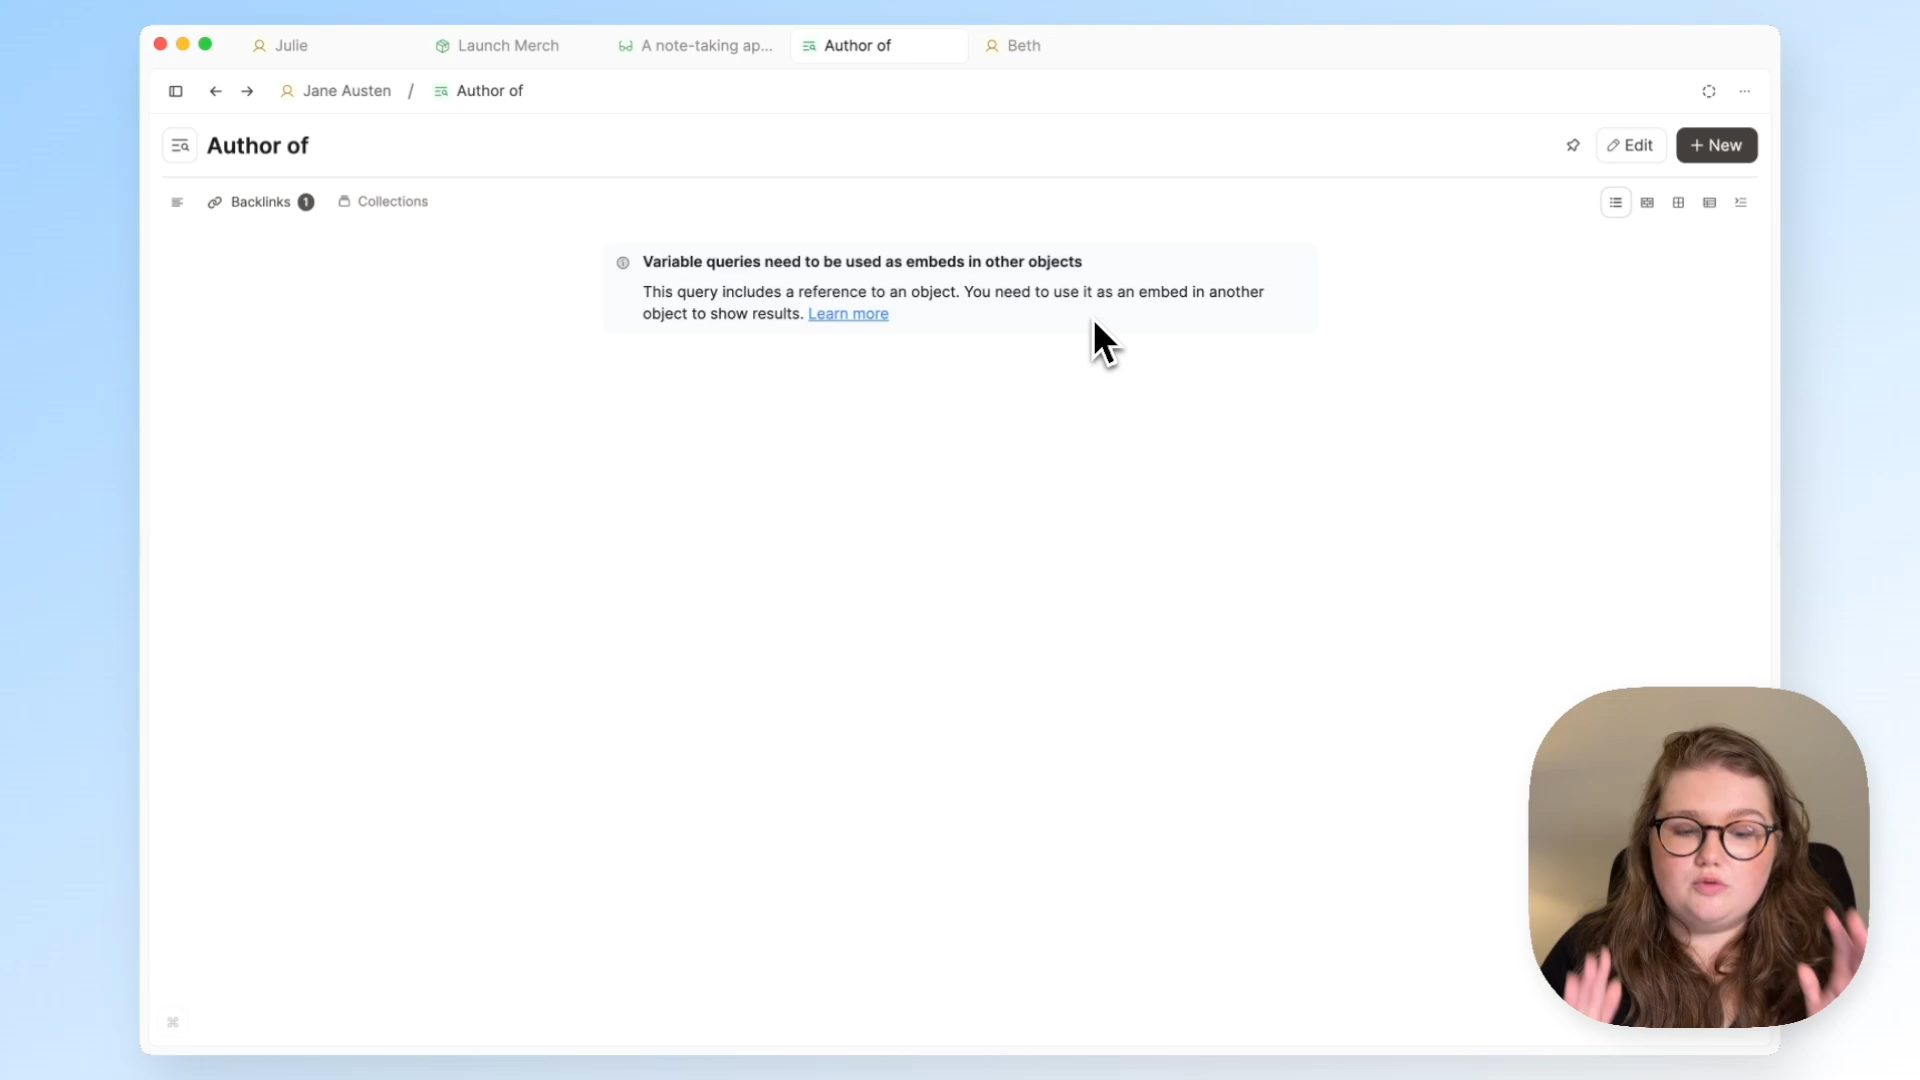 Julie
Launch Merch
A note-taking ap...
Author of
Beth
Jane Austen / Author of
Author of
Edit
+ New
Backlinks 1
Collections
Variable queries need to be used as embeds in other objects
This query includes a reference to an object. You need to use it as an embed in another
object to show results. Learn more